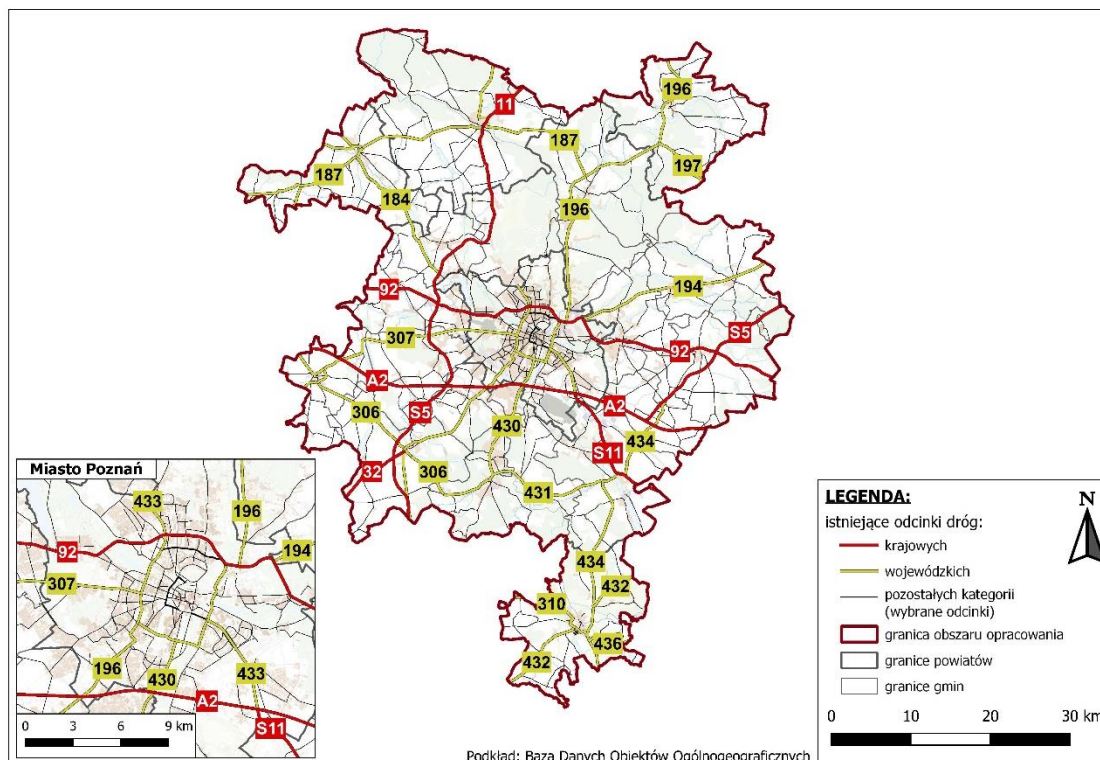 11
196
187
197
187
184
196
92
194
S5
307
92
A2
306
S5
A2
430
434
S11
32
306
431
434
432
310
436
432
Miasto Poznań
433
196
92
194
307
196
430
433
A2
S11
0 3 6 9 km
LEGENDA:
istniejące odcinki dróg:
krajowych
wojewódzkich
pozostałych kategorii
(wybrane odcinki)
granica obszaru opracowania
granice powiatów
granice gmin
N
0 10 20 30 km
Podkład: Baza Danych Obiektów Ogólnogeograficznych